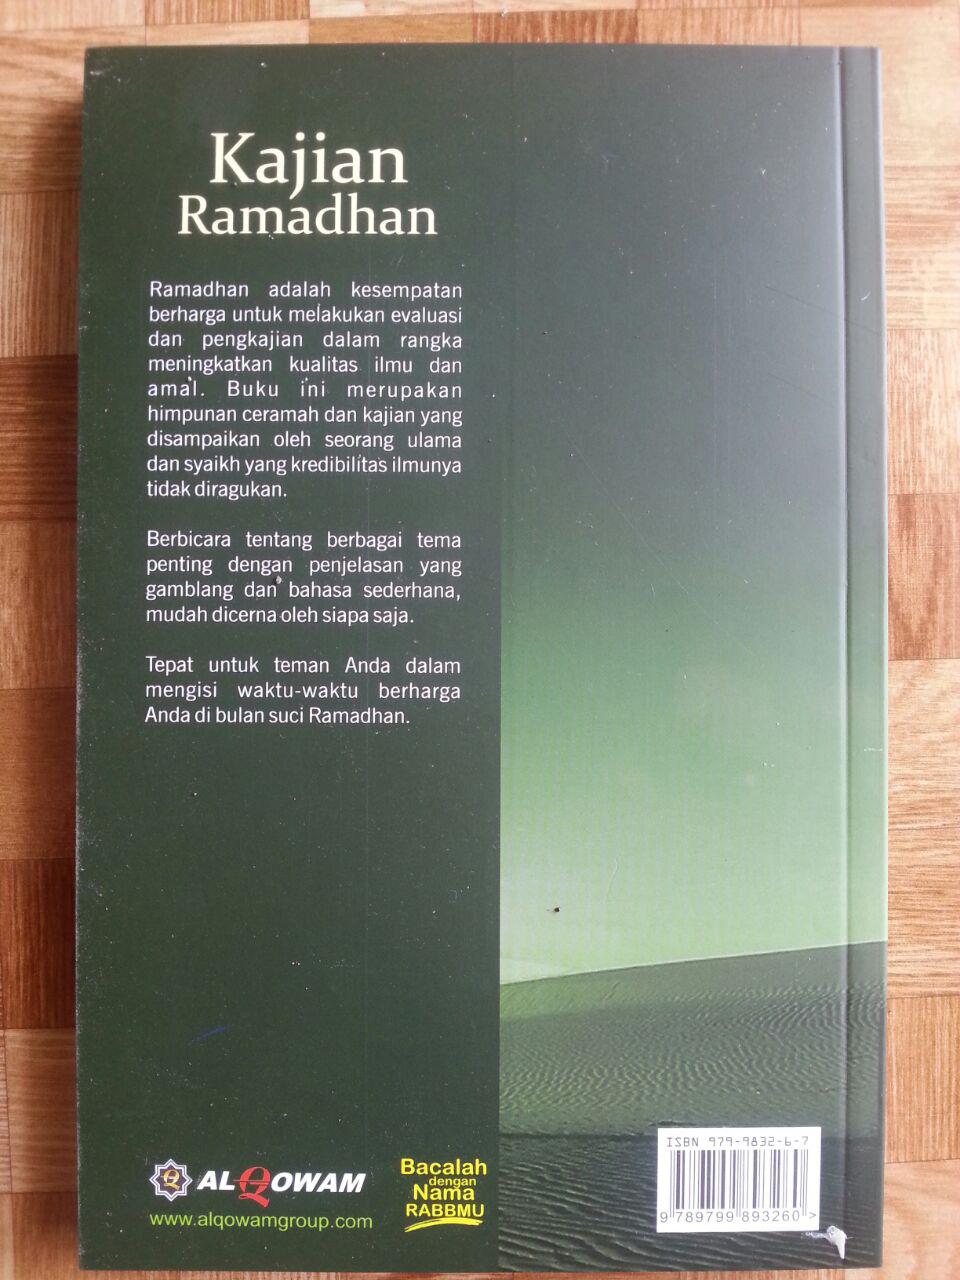 Kajian
Ramadhan
Ramadhan adalah kesempatan
berharga untuk melakukan evaluasi
dan pengkajian dalam rangka
meningkatkan kualitas ilmu dan
amal. Buku ini merupakan
himpunan ceramah dan kajian yang
disampaikan oleh seorang ulama
dan syaikh yang kredibilitas ilmunya
tidak diragukan.
Berbicara tentang berbagai tema
penting dengan penjelasan yang
gamblang dan bahasa sederhana,
mudah dicerna oleh siapa saja.
Tepat untuk teman Anda dalam
mengisi waktu-waktu berharga
Anda di bulan suci Ramadhan.
ALQOWAM
www.alqowamgroup.com
Bacalah
dengan
Nama
RABBMU
ISBN 979-9832-6-7
9 789799 893260 >